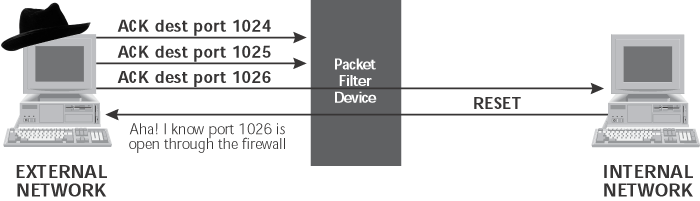 ACK dest port 1024
ACK dest port 1025
ACK dest port 1026
Packet
Filter
Device
RESET
Aha! I know port 1026 is
open through the firewall
EXTERNAL
NETWORK
INTERNAL
NETWORK